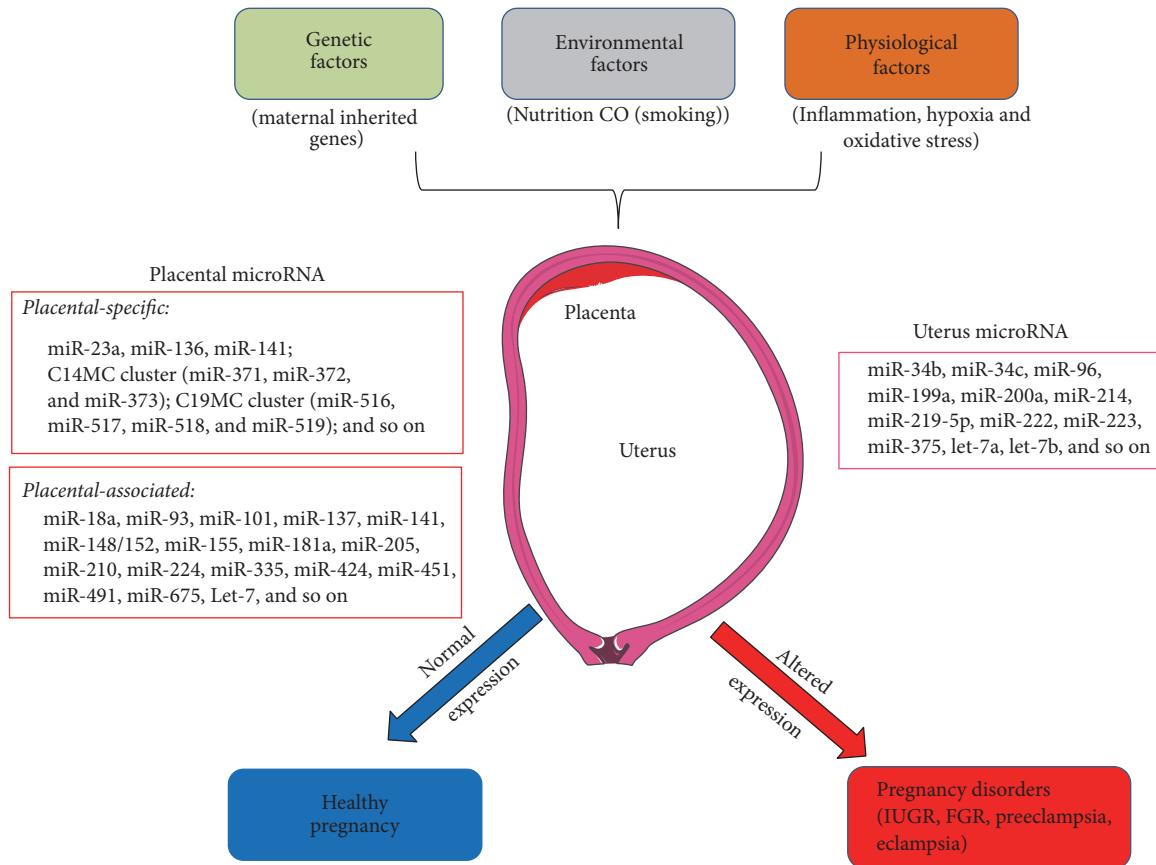 Genetic
factors
Environmental
factors
Physiological
factors
(maternal inherited
genes)
(Nutrition CO (smoking))
(Inflammation, hypoxia and
oxidative stress)
Placental microRNA
Placental-specific:
miR-23a, miR-136, miR-141;
C14MC cluster (miR-371, miR-372,
and miR-373); C19MC cluster (miR-516,
miR-517, miR-518, and miR-519); and so on
Placental-associated:
miR-18a, miR-93, miR-101, miR-137, miR-141,
miR-148/152, miR-155, miR-181a, miR-205,
miR-210, miR-224, miR-335, miR-424, miR-451,
miR-491, miR-675, Let-7, and so on
Placenta
Uterus
Uterus microRNA
miR-34b, miR-34c, miR-96,
miR-199a, miR-200a, miR-214,
miR-219-5p, miR-222, miR-223,
miR-375, let-7a, let-7b, and so on
Normal
expression
Altered
expression
Healthy
pregnancy
Pregnancy disorders
(IUGR, FGR, preeclampsia,
eclampsia)